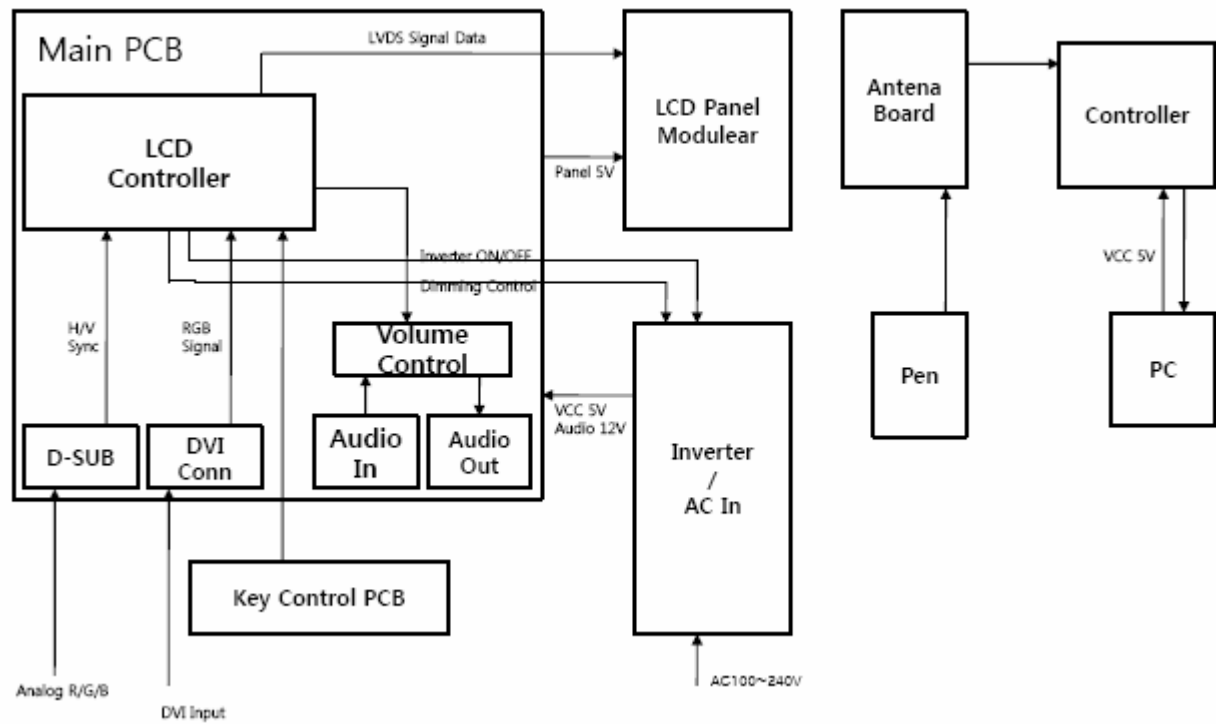 Main PCB
LVDS Signal Data
LCD
Controller
LCD Panel
Modulear
Panel 5V
Antena
Board
Controller
Inverter ON/OFF
Dimming Control
VCC 5V
H/V
Sync
RGB
Signal
Volume
Control
Pen
PC
VCC 5V
Audio 12V
D-SUB
DVI
Conn
Audio
In
Audio
Out
Inverter
/
AC In
Key Control PCB
Analog R/G/B
DVI Input
AC100~240V